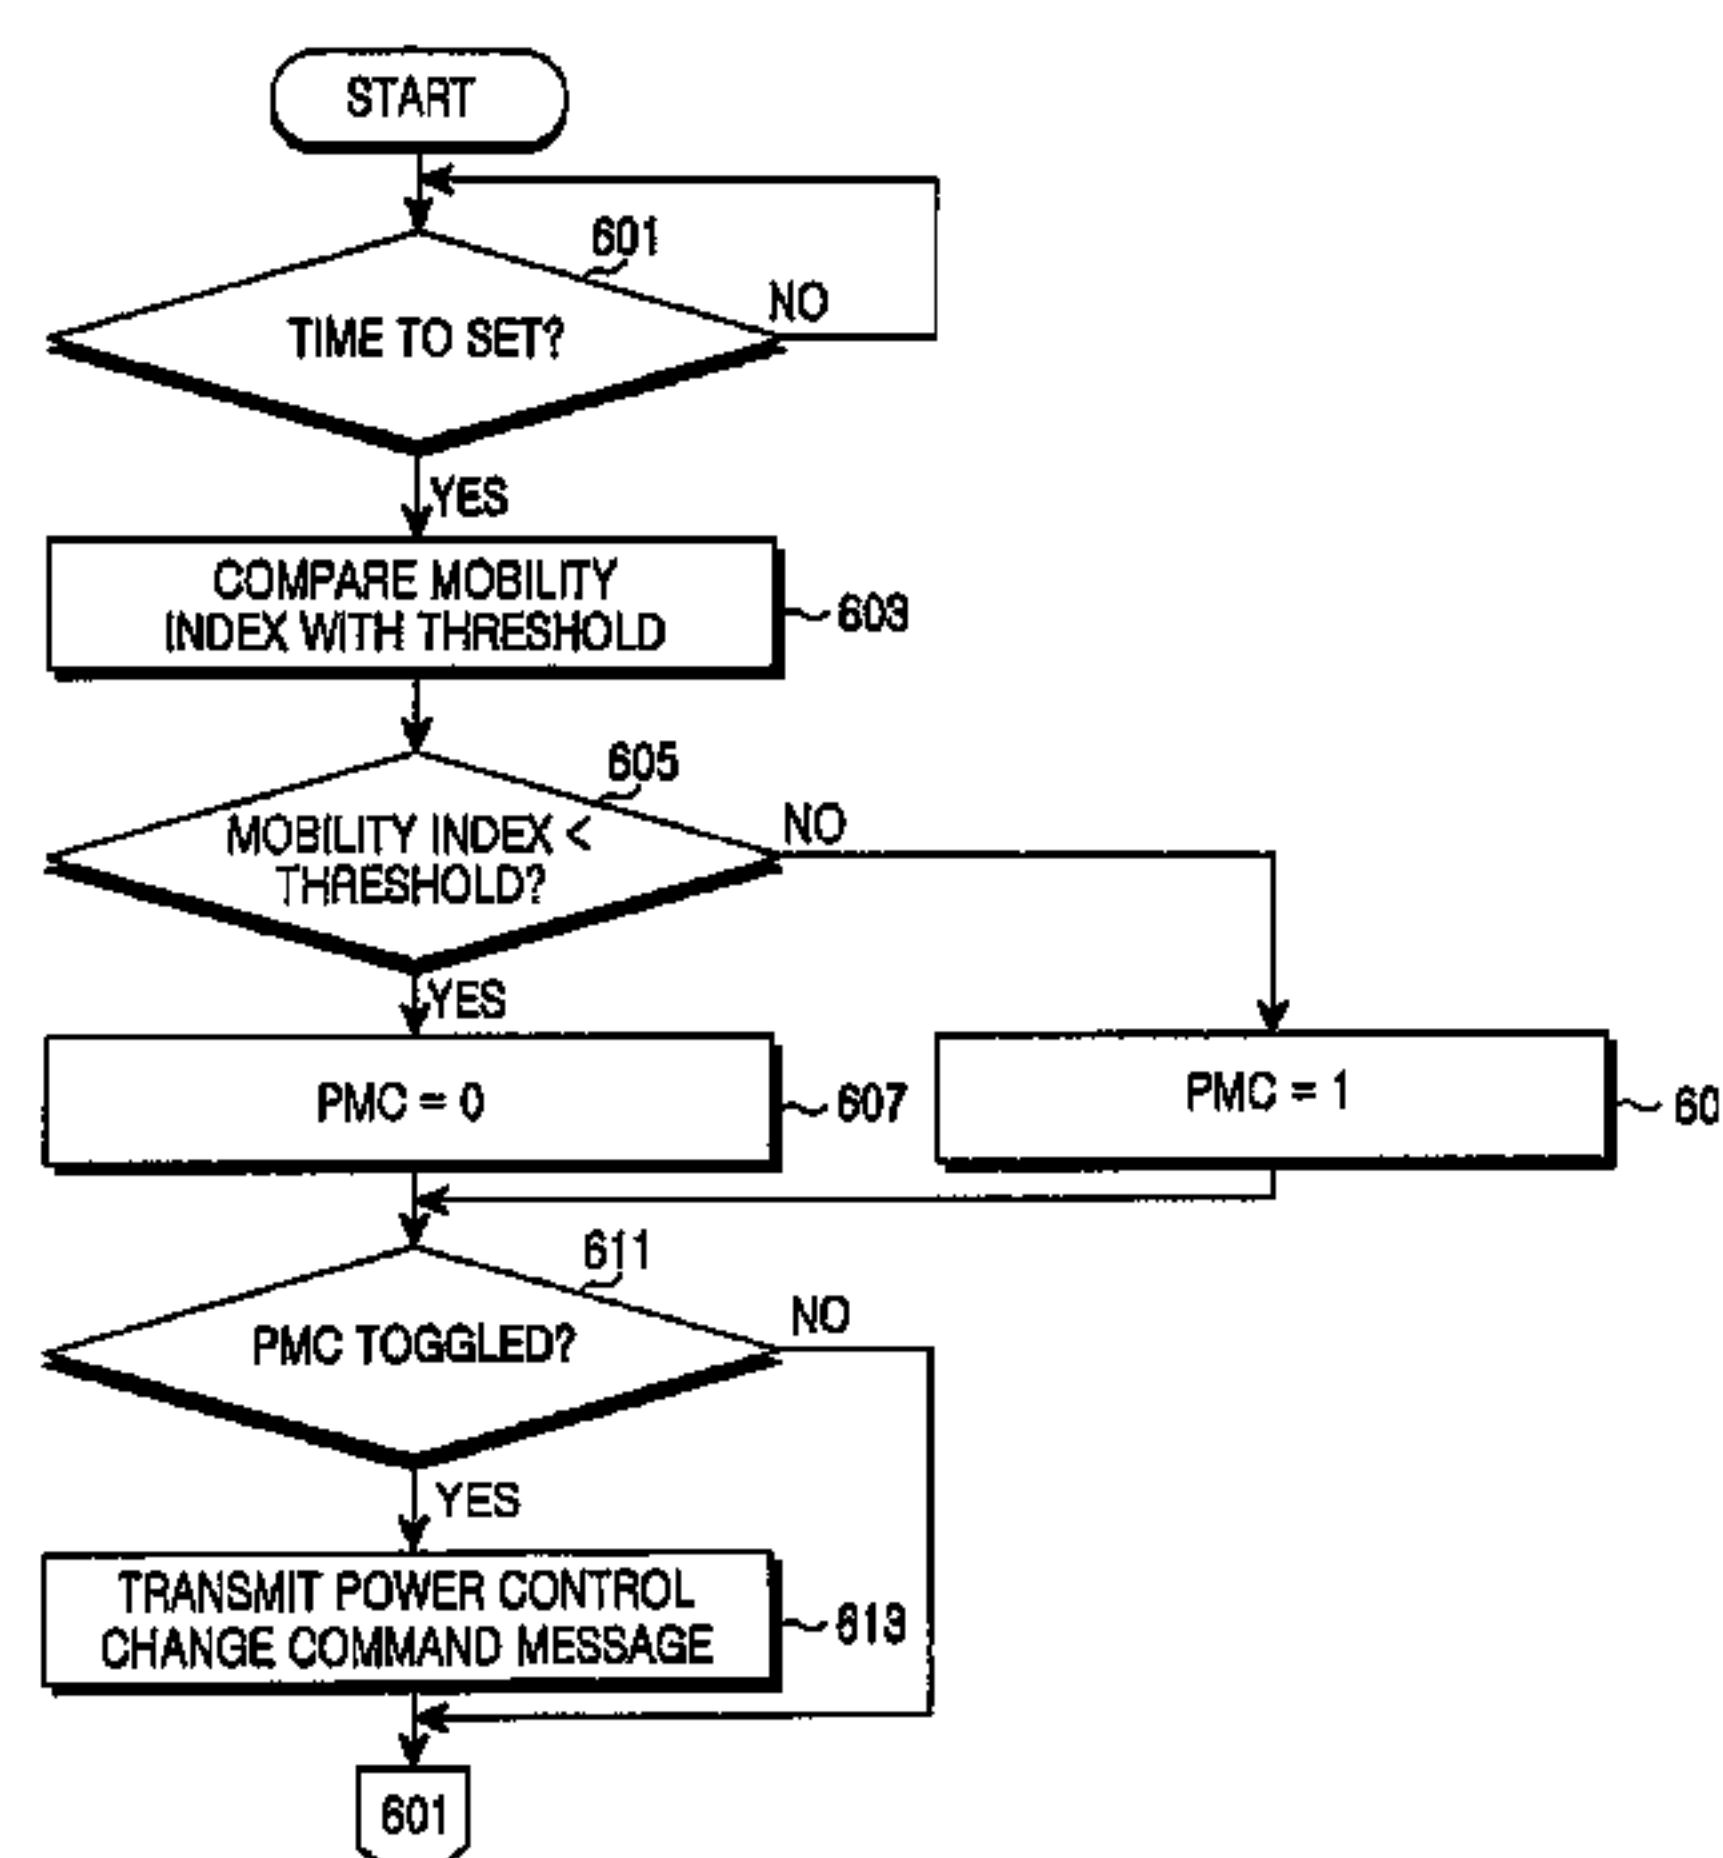 START
601
TIME TO SET?
NO
YES
COMPARE MOBILITY
INDEX WITH THRESHOLD
603
605
MOBILITY INDEX <
THRESHOLD?
NO
YES
PMC = 0
607
PMC = 1
60
611
PMC TOGGLED?
NO
YES
TRANSMIT POWER CONTROL
CHANGE COMMAND MESSAGE
613
601